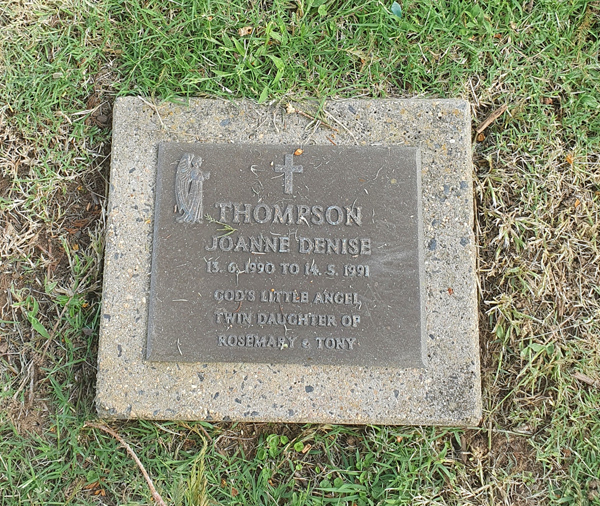 THOMPSON
JOANNE DENISE
13. 6. 1990 TO 14. 5. 1991
GOD'S LITTLE ANGEL
TWIN DAUGHTER OF
ROSEMARY & TONY